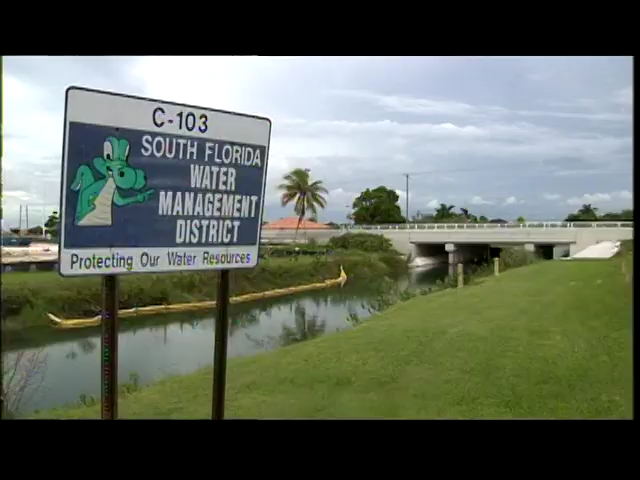 C-103
SOUTH FLORIDA
WATER
MANAGEMENT
DISTRICT
Protecting Our Water Resources